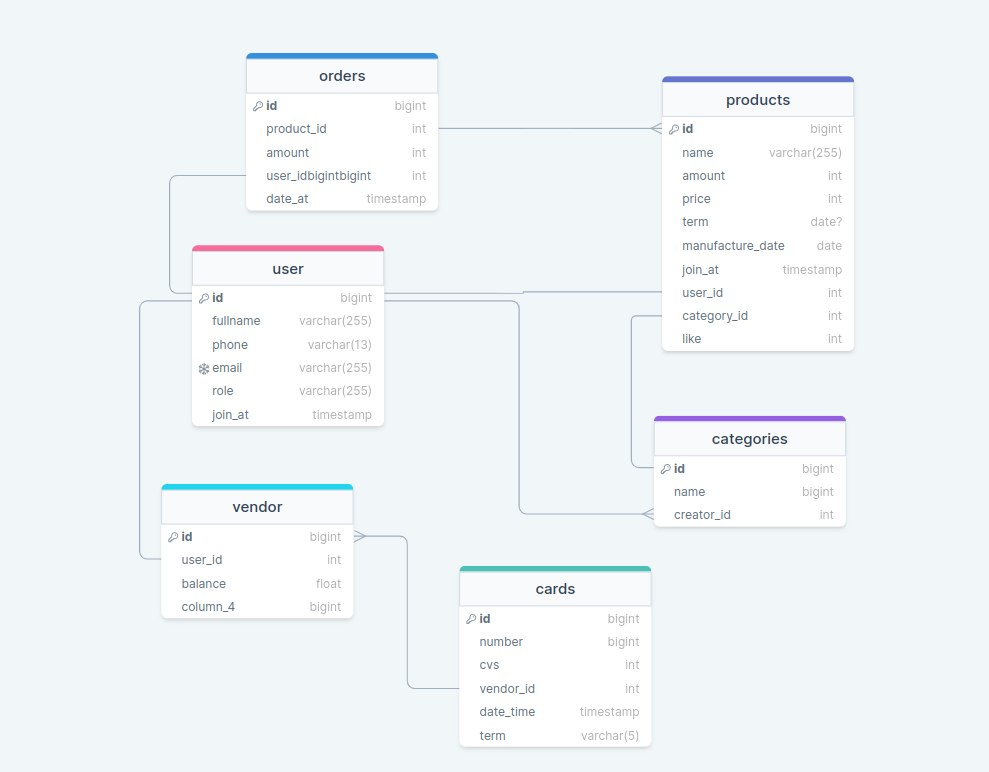 orders
id bigint
product_id int
amount int
user_idbigintbigint int
date_at timestamp
products
id bigint
name varchar(255)
amount int
price int
term date?
manufacture_date date
join_at timestamp
user_id int
category_id int
like int
user
id bigint
fullname varchar(255)
phone varchar(13)
email varchar(255)
role varchar(255)
join_at timestamp
categories
id bigint
name bigint
creator_id int
vendor
id bigint
user_id int
balance float
column_4 bigint
cards
id bigint
number bigint
cvs int
vendor_id int
date_time timestamp
term varchar(5)